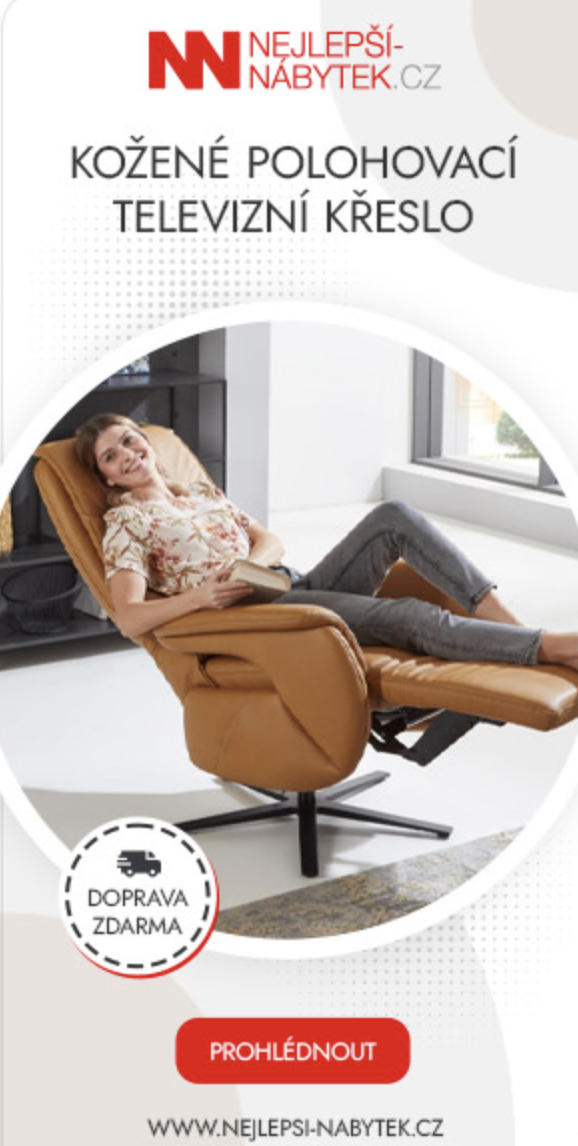 NN NEJLEPŠÍ-
NÁBYTEK.CZ
KOŽENÉ POLOHOVACÍ
TELEVIZNÍ KŘESLO
DOPRAVA
ZDARMA
PROHLÉDNOUT
WWW.NEJLEPSI-NABYTEK.CZ